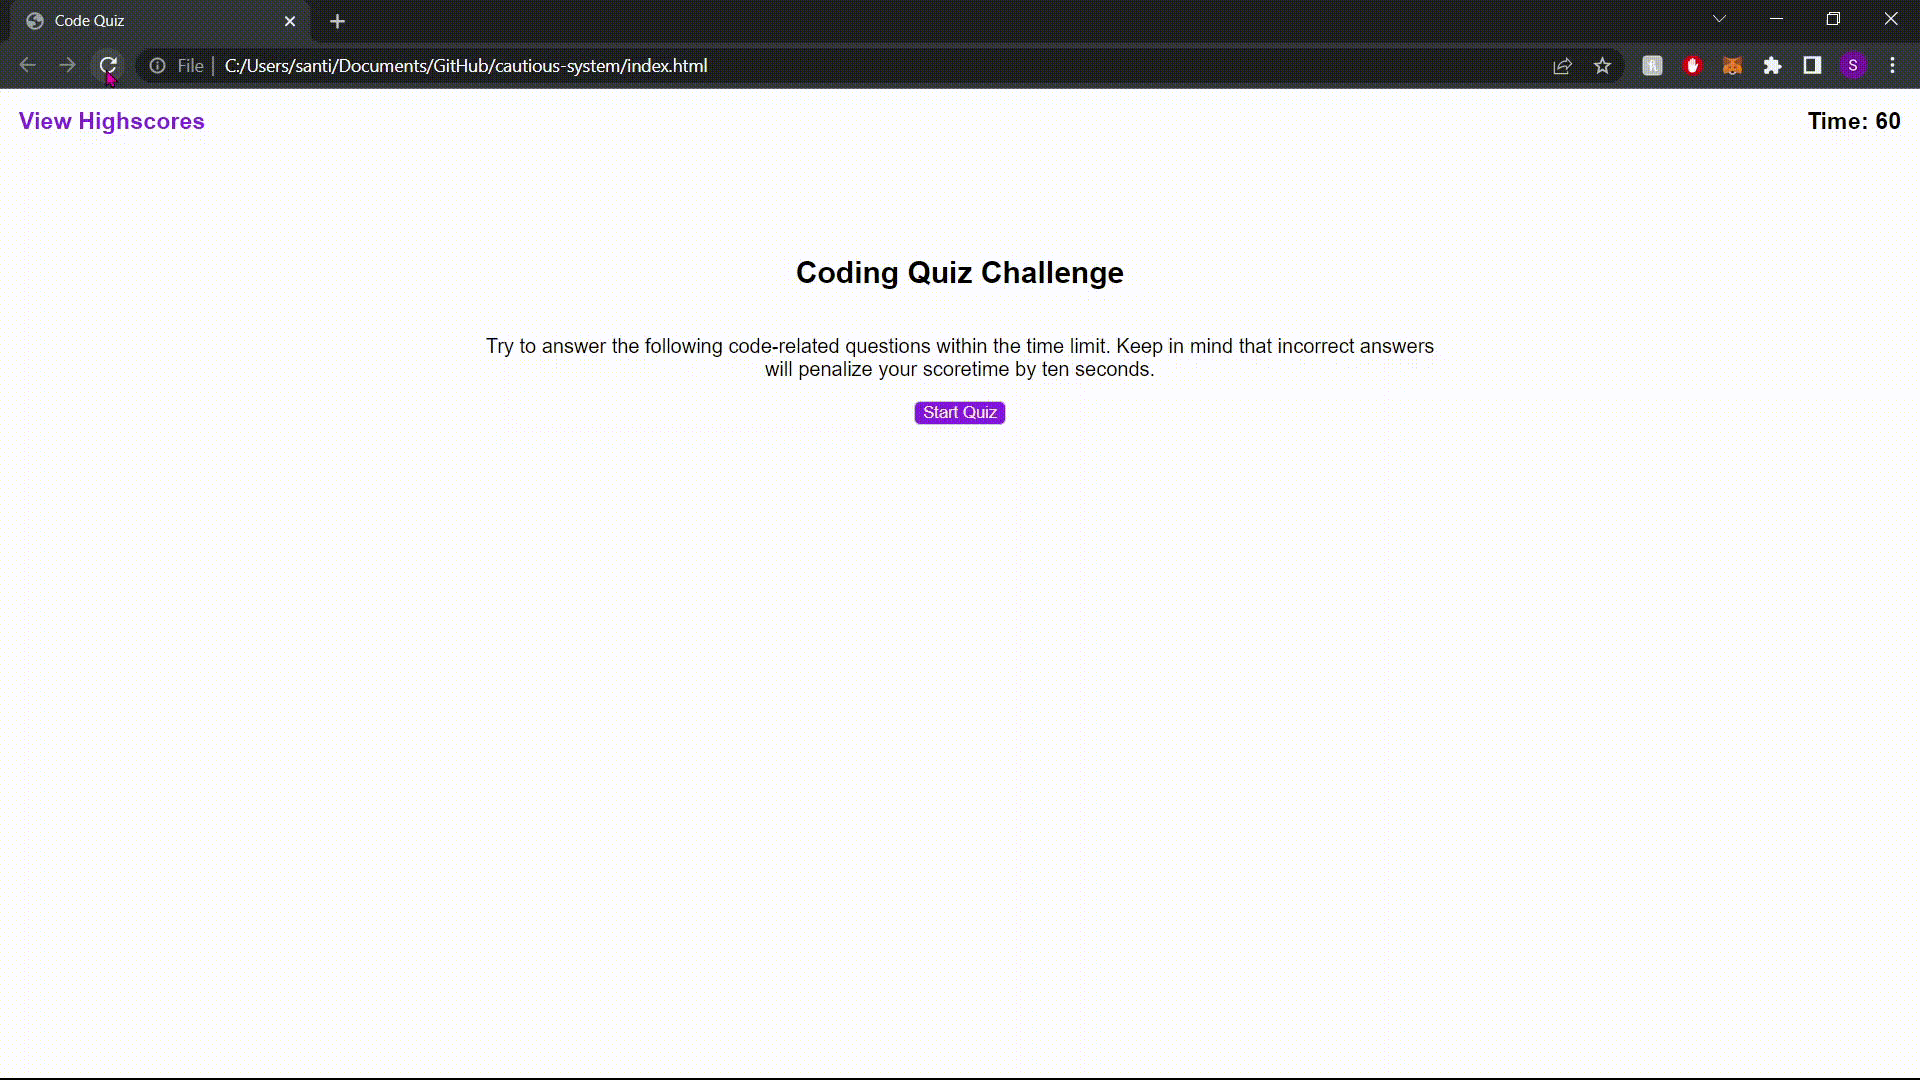 Code Quiz
File C:/Users/santi/Documents/GitHub/cautious-system/index.html
S
View Highscores
Time: 60
Coding Quiz Challenge
Try to answer the following code-related questions within the time limit. Keep in mind that incorrect answers
will penalize your scoretime by ten seconds.
Start Quiz